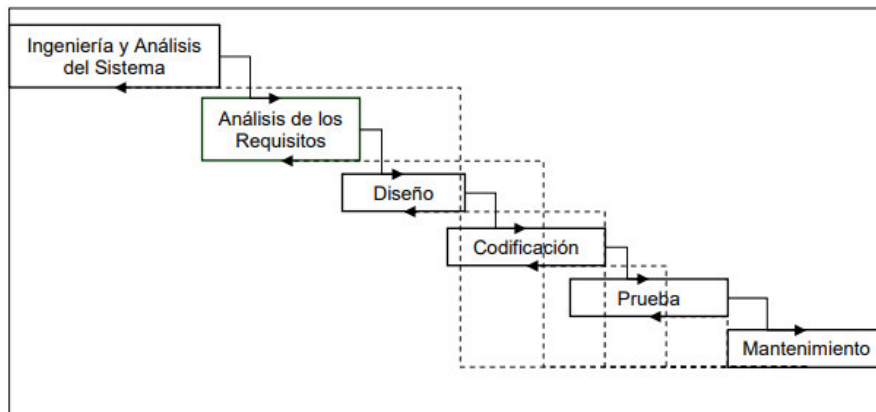 Ingeniería y Análisis
del Sistema
Análisis de los
Requisitos
Diseño
Codificación
Prueba
Mantenimiento